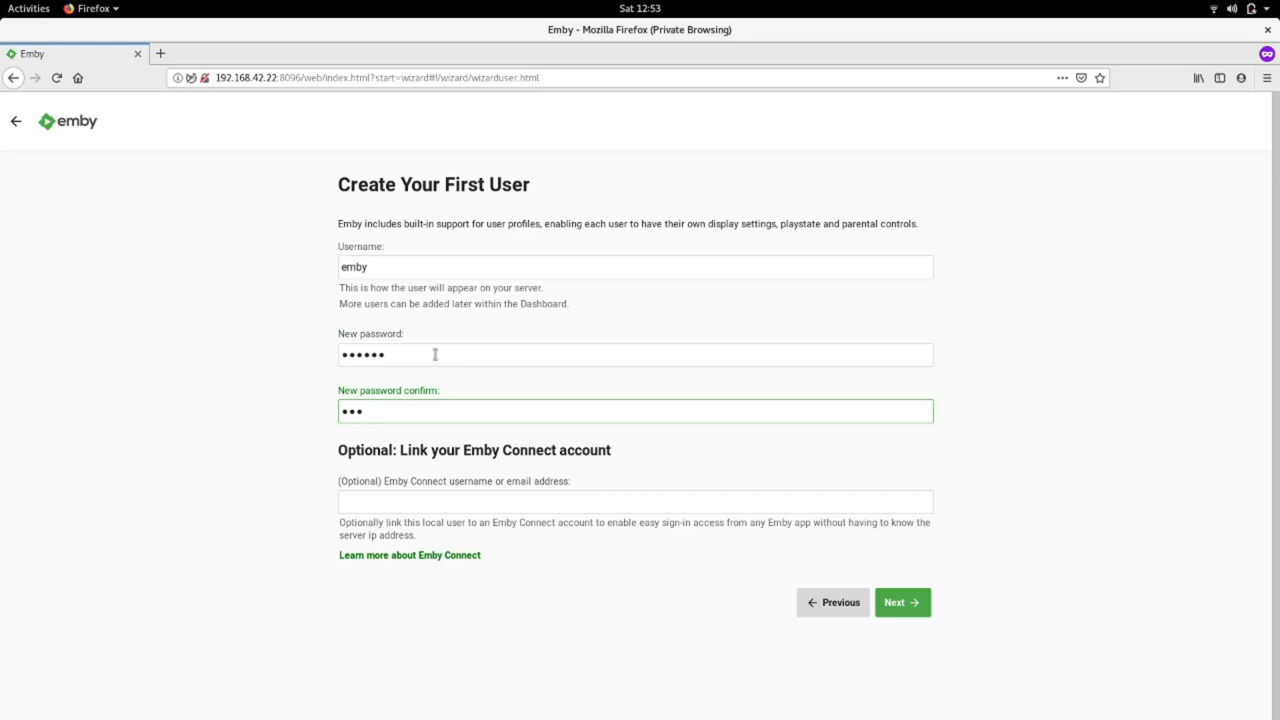 Activities Firefox Sat 12:53
Emby - Mozilla Firefox (Private Browsing)
Emby
192.168.42.22:8096/web/index.html?start=wizard#!/wizard/wizarduser.html
emby
Create Your First User
Emby includes built-in support for user profiles, enabling each user to have their own display settings, playstate and parental controls.
Username:
emby
This is how the user will appear on your server.
More users can be added later within the Dashboard.
New password:
••••••
New password confirm:
•••
Optional: Link your Emby Connect account
(Optional) Emby Connect username or email address:
Optionally link this local user to an Emby Connect account to enable easy sign-in access from any Emby app without having to know the
server ip address.
Learn more about Emby Connect
Previous Next